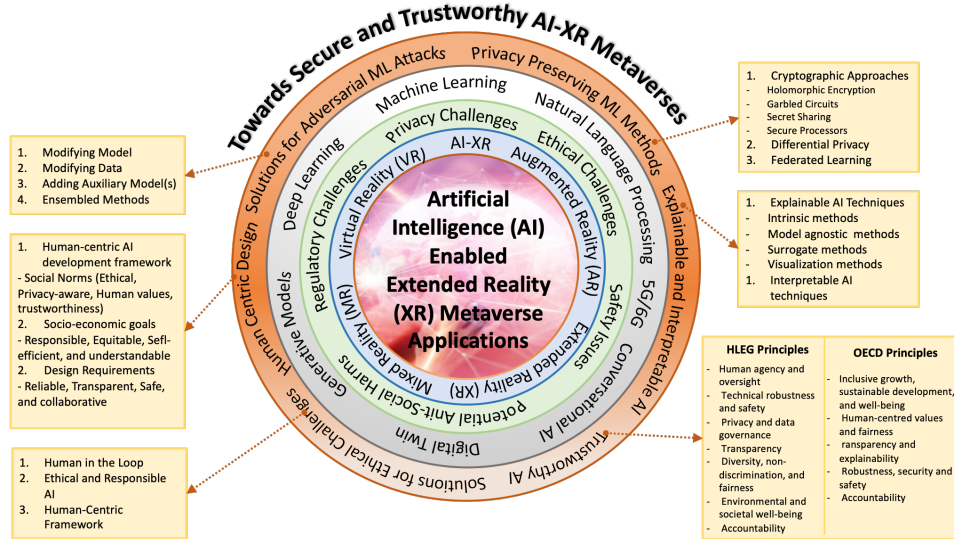 Towards Secure and Trustworthy AI-XR Metaverses
Solutions for Adversarial ML Attacks
Privacy Preserving ML Methods
Explainable and Interpretable AI
Trustworthy AI
Solutions for Ethical Challenges
Human Centric Design
Machine Learning
Natural Language Processing
5G/6G
Conversational AI
Digital Twin
Generative Models
Deep Learning
Privacy Challenges
Ethical Challenges
Safety Issues
Potential Anit-Social Harms
Regulatory Challenges
AI-XR
Augmented Reality (AR)
Extended Reality (XR)
Mixed Reality (MR)
Virtual Reality (VR)
Artificial
Intelligence (AI)
Enabled
Extended Reality
(XR) Metaverse
Applications
1. Modifying Model
2. Modifying Data
3. Adding Auxiliary Model(s)
4. Ensembled Methods
1. Human-centric AI
development framework
- Social Norms (Ethical,
Privacy-aware, Human values,
trustworthiness)
2. Socio-economic goals
- Responsible, Equitable, Sefl-
efficient, and understandable
2. Design Requirements
- Reliable, Transparent, Safe,
and collaborative
1. Human in the Loop
2. Ethical and Responsible
AI
3. Human-Centric
Framework
1. Cryptographic Approaches
- Holomorphic Encryption
- Garbled Circuits
- Secret Sharing
- Secure Processors
2. Differential Privacy
3. Federated Learning
1. Explainable AI Techniques
- Intrinsic methods
- Model agnostic methods
- Surrogate methods
- Visualization methods
1. Interpretable AI
techniques
HLEG Principles
- Human agency and
oversight
- Technical robustness
and safety
- Privacy and data
governance
- Transparency
- Diversity, non-
discrimination, and
fairness
- Environmental and
societal well-being
- Accountability
OECD Principles
- Inclusive growth,
sustainable development,
and well-being
- Human-centred values
and fairness
- ransparency and
explainability
- Robustness, security and
safety
- Accountability